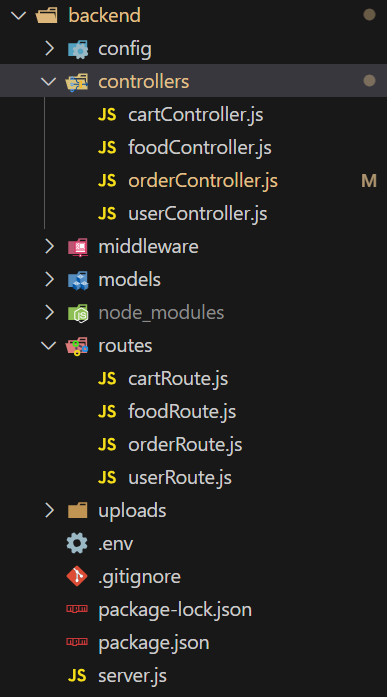 backend
config
controllers
JS cartController.js
JS foodController.js
JS orderController.js M
JS userController.js
middleware
models
JS node_modules
routes
JS cartRoute.js
JS foodRoute.js
JS orderRoute.js
JS userRoute.js
uploads
.env
.gitignore
package-lock.json
package.json
JS server.js